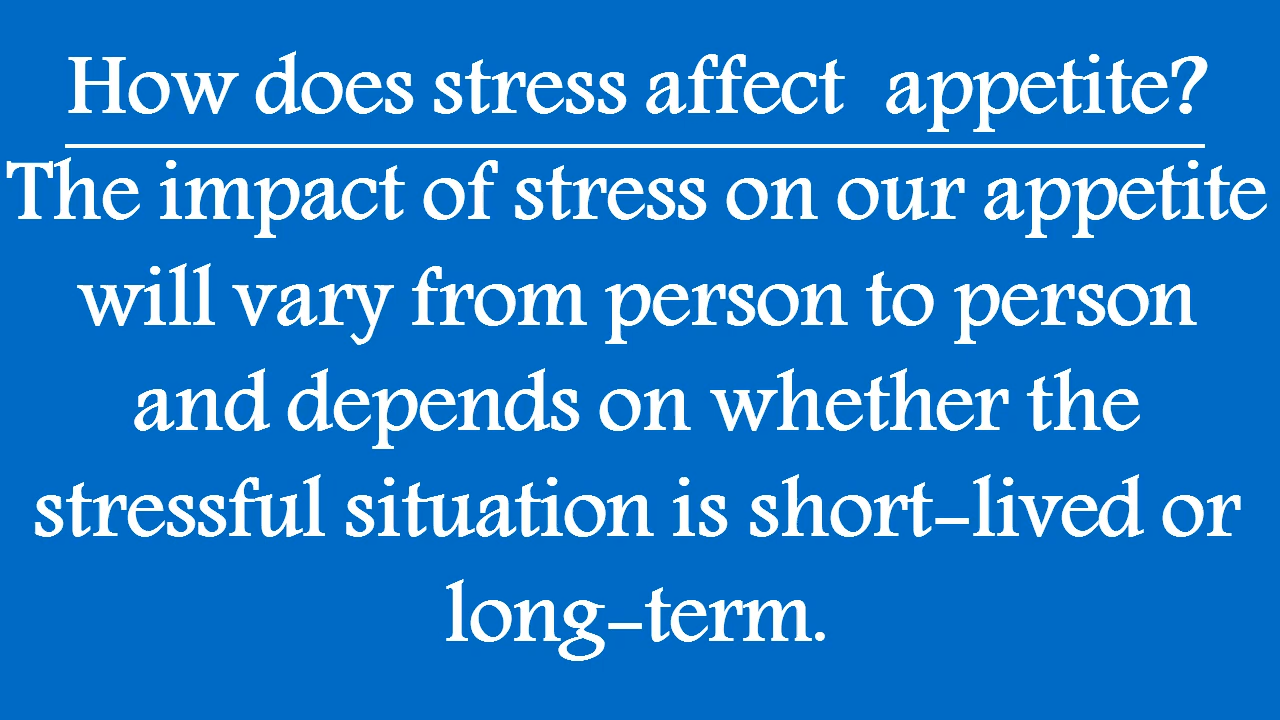 How does stress affect  appetite?
The impact of stress on our appetite
will vary from person to person
and depends on whether the
stressful situation is short-lived or
long-term.